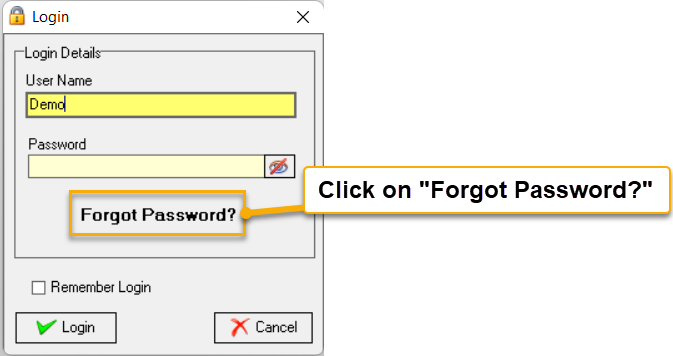 Login
Login Details
User Name
Demo
Password
Forgot Password?
Click on "Forgot Password?"
Remember Login
Login
Cancel